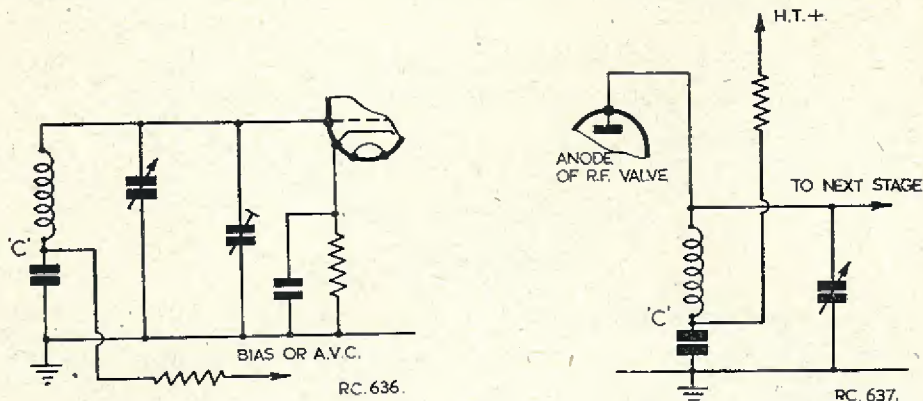 'C'
BIAS OR A.V.C.
RC.636.
H.T.+
ANODE
OF R.F. VALVE
TO NEXT STAGE
'C'
RC.637.